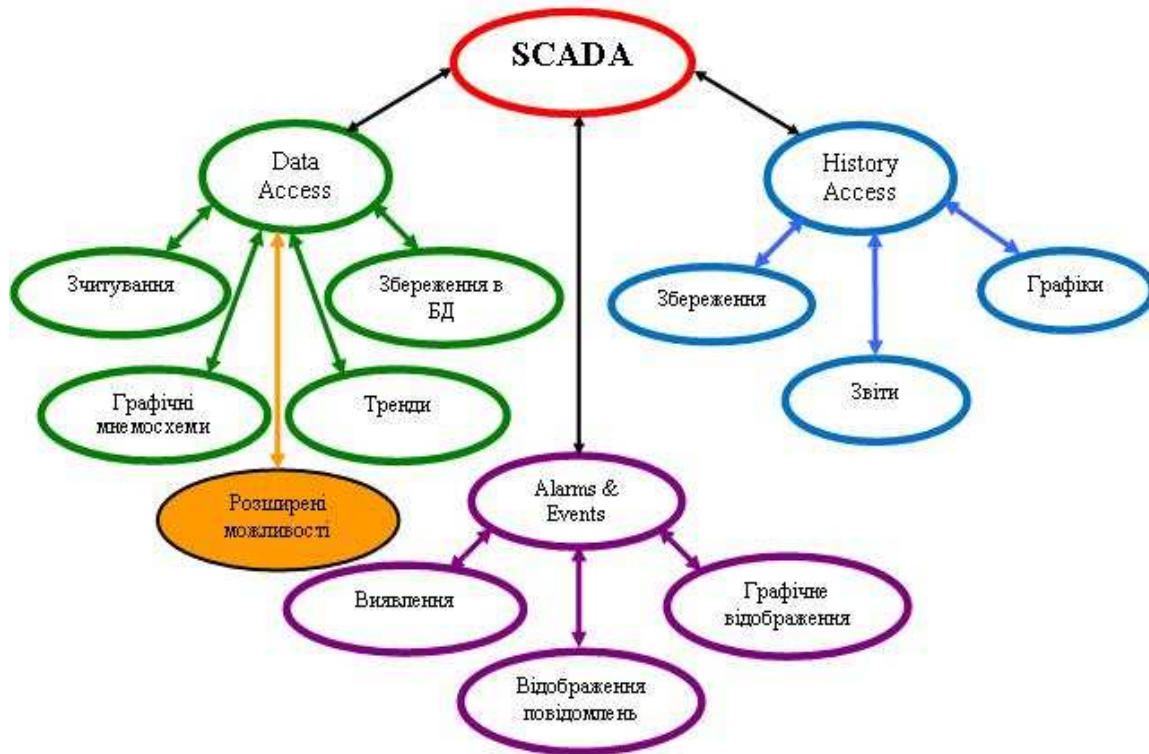 SCADA
Data
Access
History
Access
Зчитування
Збереження в
БД
Збереження
Графіки
Графічні
мнемосхеми
Тренди
Звіти
Розширені
можливості
Alarms &
Events
Виявлення
Графічне
відображення
Відображення
повідомлень